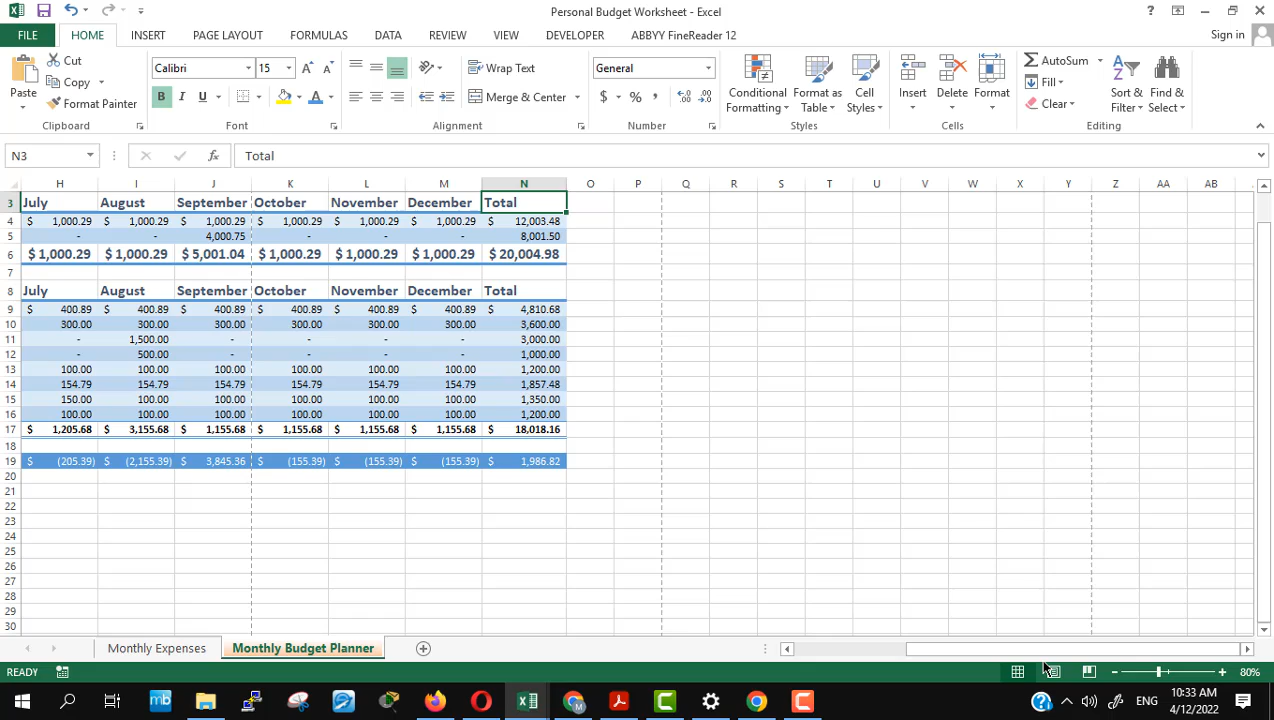 Personal Budget Worksheet - Excel
FILE HOME INSERT PAGE LAYOUT FORMULAS DATA REVIEW VIEW DEVELOPER ABBYY FineReader 12 Sign in
Paste Cut Copy Format Painter
Calibri 15 B I U A
Wrap Text Merge & Center
General $ %
Conditional Formatting Format as Table Cell Styles
Insert Delete Format
AutoSum Fill Clear Sort & Filter Find & Select
Clipboard Font Alignment Number Styles Cells Editing
N3 fx Total
H I J K L M N O P Q R S T U V W X Y Z AA AB
3 July August September October November December Total
4 $ 1,000.29 $ 1,000.29 $ 1,000.29 $ 1,000.29 $ 1,000.29 $ 1,000.29 $ 12,003.48
5 - - 4,000.75 - - - 8,001.50
6 $ 1,000.29 $ 1,000.29 $ 5,001.04 $ 1,000.29 $ 1,000.29 $ 1,000.29 $ 20,004.98
7
8 July August September October November December Total
9 $ 400.89 $ 400.89 $ 400.89 $ 400.89 $ 400.89 $ 400.89 $ 4,810.68
10 300.00 300.00 300.00 300.00 300.00 300.00 3,600.00
11 - 1,500.00 - - - - 3,000.00
12 - 500.00 - - - - 1,000.00
13 100.00 100.00 100.00 100.00 100.00 100.00 1,200.00
14 154.79 154.79 154.79 154.79 154.79 154.79 1,857.48
15 150.00 100.00 100.00 100.00 100.00 100.00 1,350.00
16 100.00 100.00 100.00 100.00 100.00 100.00 1,200.00
17 $ 1,205.68 $ 3,155.68 $ 1,155.68 $ 1,155.68 $ 1,155.68 $ 1,155.68 $ 18,018.16
18
19 $ (205.39) $ (2,155.39) $ 3,845.36 $ (155.39) $ (155.39) $ (155.39) $ 1,986.82
20
21
22
23
24
25
26
27
28
29
30
Monthly Expenses Monthly Budget Planner
READY 80%
mb M ENG 10:33 AM
4/12/2022